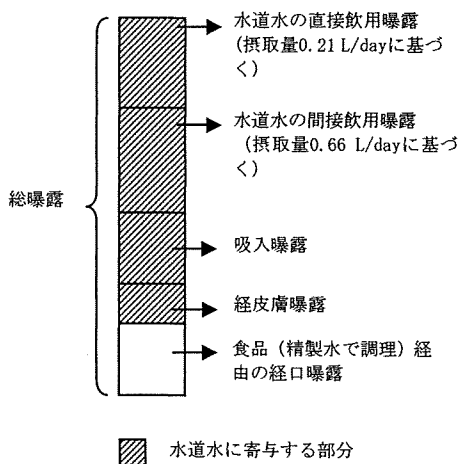 水道水の直接飲用曝露
(摂取量0.21 L/dayに基づ
く)
水道水の間接飲用曝露
(摂取量0.66 L/dayに基づ
く)
総曝露
吸入曝露
経皮膚曝露
食品(精製水で調理)経
由の経口曝露
水道水に寄与する部分